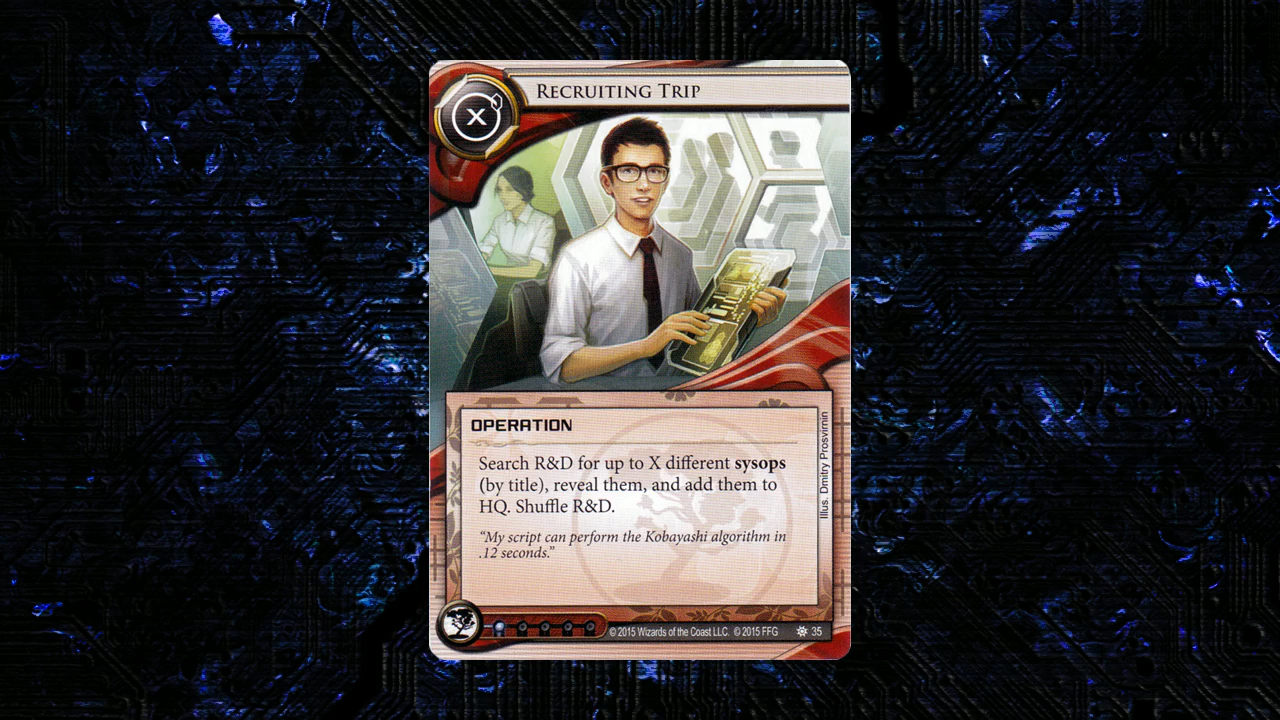 X
RECRUITING TRIP
OPERATION
Search R&D for up to X different sysops
(by title), reveal them, and add them to
HQ. Shuffle R&D.
“My script can perform the Kobayashi algorithm in
.12 seconds.”
Illus. Dmitry Prosvirnin
© 2015 Wizards of the Coast LLC. © 2015 FFG 35